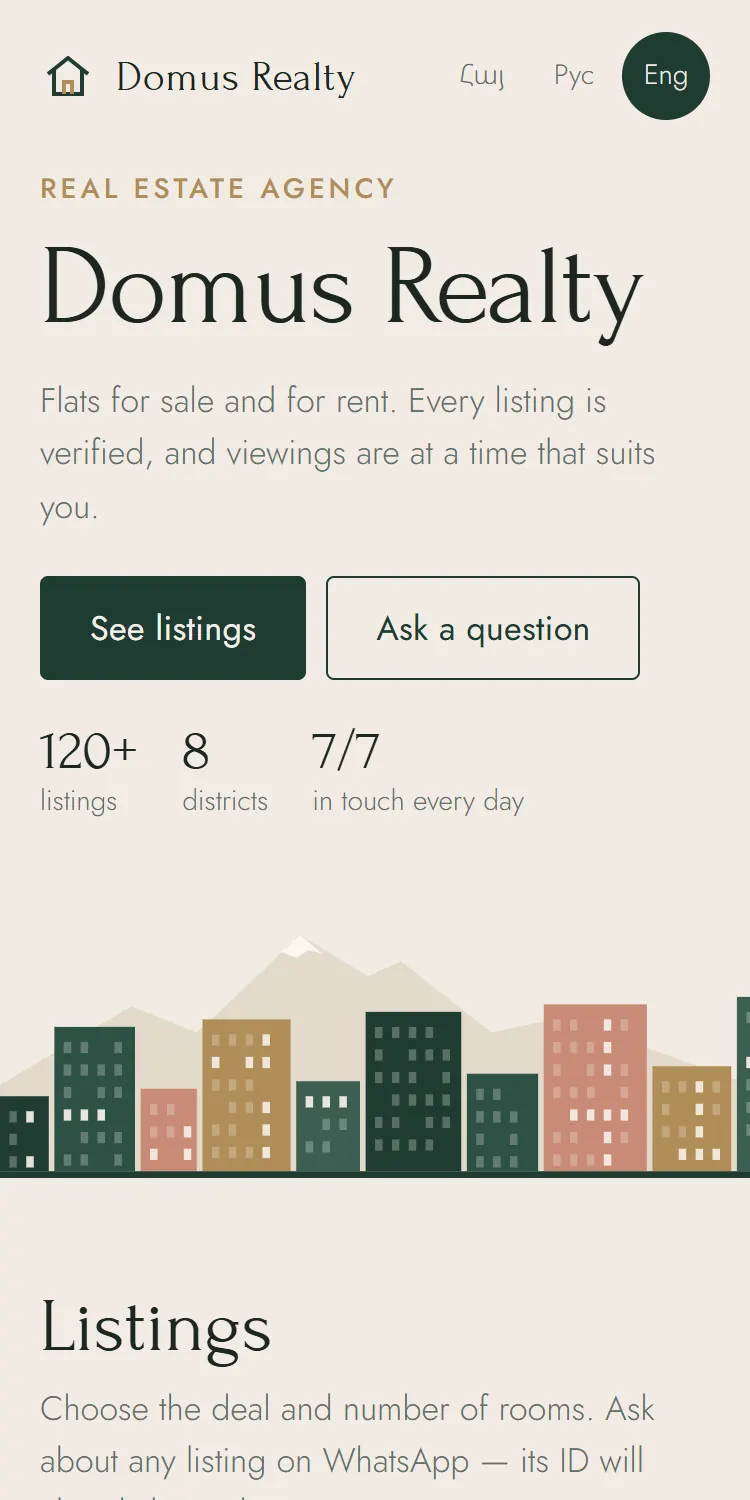 Domus Realty
Հայ Рус Eng
REAL ESTATE AGENCY
Domus Realty
Flats for sale and for rent. Every listing is
verified, and viewings are at a time that suits
you.
See listings
Ask a question
120+ 8 7/7
listings districts in touch every day
Listings
Choose the deal and number of rooms. Ask
about any listing on WhatsApp — its ID will